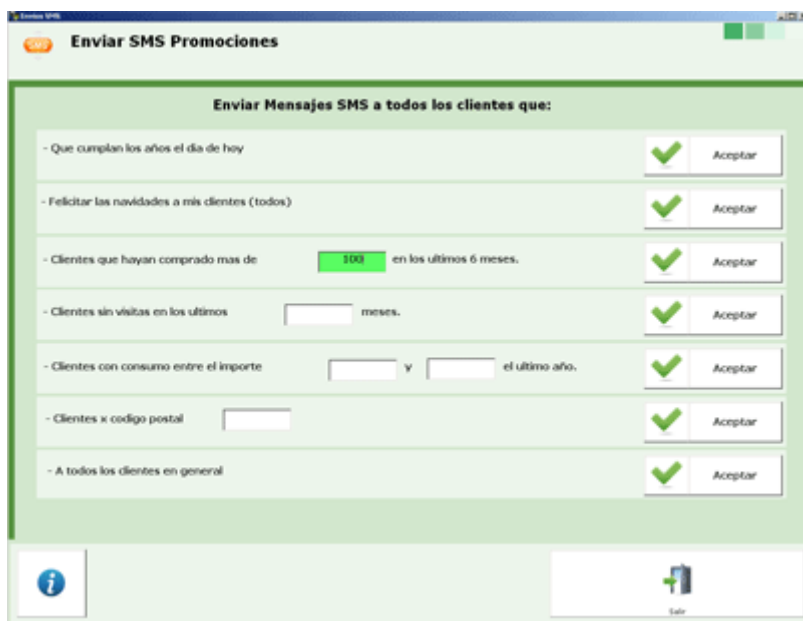 Envios SMS
SMS
Enviar SMS Promociones
Enviar Mensajes SMS a todos los clientes que:
- Que cumplan los años el dia de hoy
Aceptar
- Felicitar las navidades a mis clientes (todos)
Aceptar
- Clientes que hayan comprado mas de 100 en los ultimos 6 meses.
Aceptar
- Clientes sin visitas en los ultimos meses.
Aceptar
- Clientes con consumo entre el importe y el ultimo año.
Aceptar
- Clientes x codigo postal
Aceptar
- A todos los clientes en general
Aceptar
Salir